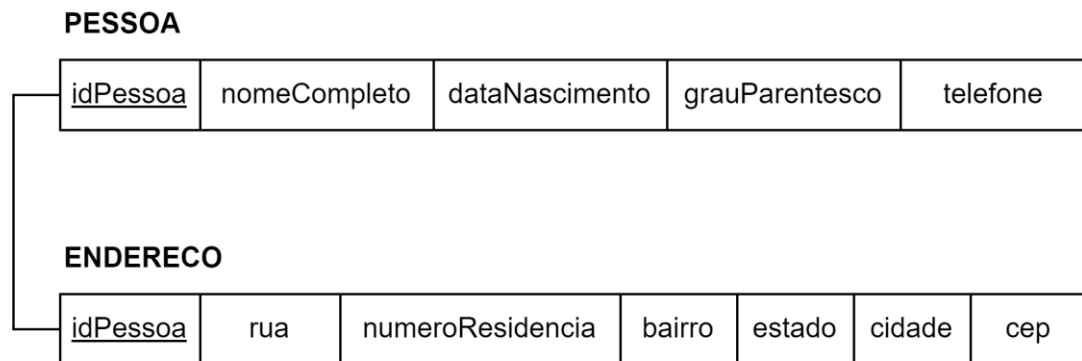 PESSOA
idPessoa nomeCompleto dataNascimento grauParentesco telefone
ENDERECO
idPessoa rua numeroResidencia bairro estado cidade cep